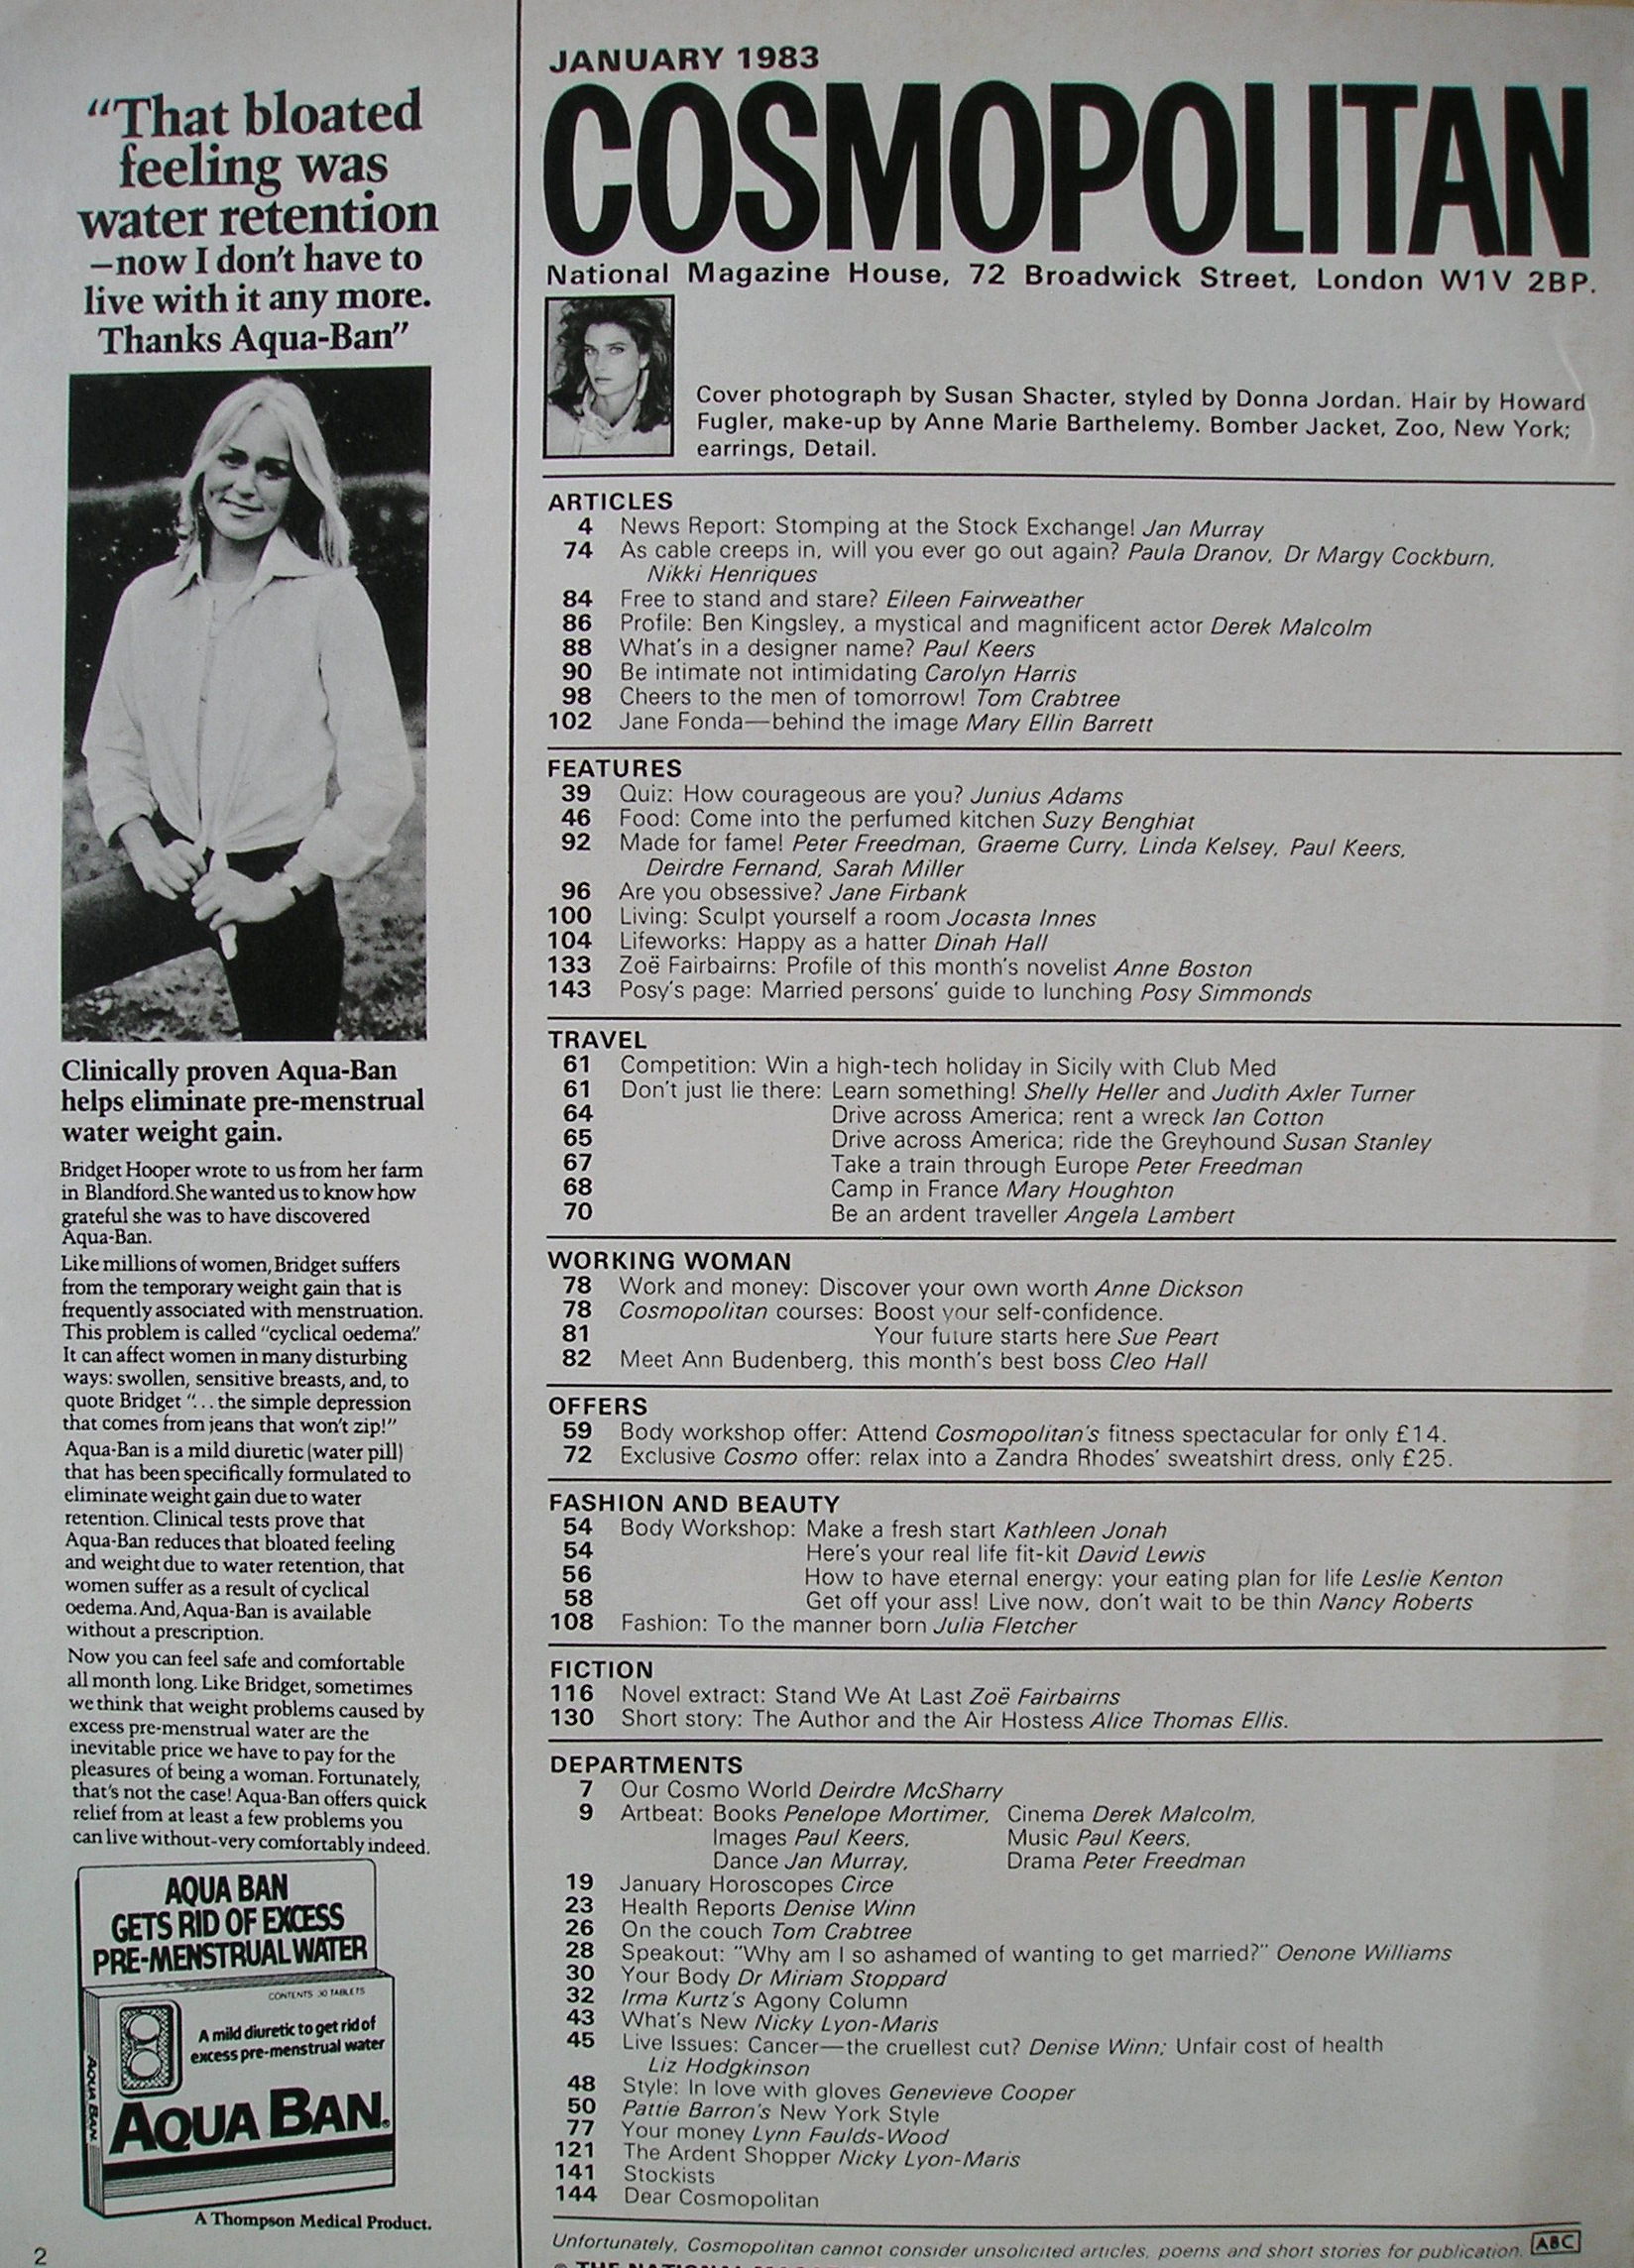 "That bloated
feeling was
water retention
–now I don't have to
live with it any more.
Thanks Aqua-Ban"
Clinically proven Aqua-Ban
helps eliminate pre-menstrual
water weight gain.
Bridget Hooper wrote to us from her farm
in Blandford. She wanted us to know how
grateful she was to have discovered
Aqua-Ban.
Like millions of women, Bridget suffers
from the temporary weight gain that is
frequently associated with menstruation.
This problem is called "cyclical oedema."
It can affect women in many disturbing
ways: swollen, sensitive breasts, and, to
quote Bridget "... the simple depression
that comes from jeans that won't zip!"
Aqua-Ban is a mild diuretic (water pill)
that has been specifically formulated to
eliminate weight gain due to water
retention. Clinical tests prove that
Aqua-Ban reduces that bloated feeling
and weight due to water retention, that
women suffer as a result of cyclical
oedema. And, Aqua-Ban is available
without a prescription.
Now you can feel safe and comfortable
all month long. Like Bridget, sometimes
we think that weight problems caused by
excess pre-menstrual water are the
inevitable price we have to pay for the
pleasures of being a woman. Fortunately,
that's not the case! Aqua-Ban offers quick
relief from at least a few problems you
can live without-very comfortably indeed.
AQUA BAN
GETS RID OF EXCESS
PRE-MENSTRUAL WATER
CONTENTS 30 TABLETS
A mild diuretic to get rid of
excess pre-menstrual water
AQUA BAN
AQUA BAN.
A Thompson Medical Product.
2
JANUARY 1983
COSMOPOLITAN
National Magazine House, 72 Broadwick Street, London W1V 2BP.
Cover photograph by Susan Shacter, styled by Donna Jordan. Hair by Howard
Fugler, make-up by Anne Marie Barthelemy. Bomber Jacket, Zoo, New York;
earrings, Detail.
ARTICLES
4 News Report: Stomping at the Stock Exchange! Jan Murray
74 As cable creeps in, will you ever go out again? Paula Dranov, Dr Margy Cockburn,
Nikki Henriques
84 Free to stand and stare? Eileen Fairweather
86 Profile: Ben Kingsley, a mystical and magnificent actor Derek Malcolm
88 What's in a designer name? Paul Keers
90 Be intimate not intimidating Carolyn Harris
98 Cheers to the men of tomorrow! Tom Crabtree
102 Jane Fonda—behind the image Mary Ellin Barrett
FEATURES
39 Quiz: How courageous are you? Junius Adams
46 Food: Come into the perfumed kitchen Suzy Benghiat
92 Made for fame! Peter Freedman, Graeme Curry, Linda Kelsey, Paul Keers,
Deirdre Fernand, Sarah Miller
96 Are you obsessive? Jane Firbank
100 Living: Sculpt yourself a room Jocasta Innes
104 Lifeworks: Happy as a hatter Dinah Hall
133 Zoë Fairbairns: Profile of this month's novelist Anne Boston
143 Posy's page: Married persons' guide to lunching Posy Simmonds
TRAVEL
61 Competition: Win a high-tech holiday in Sicily with Club Med
61 Don't just lie there: Learn something! Shelly Heller and Judith Axler Turner
64 Drive across America; rent a wreck Ian Cotton
65 Drive across America; ride the Greyhound Susan Stanley
67 Take a train through Europe Peter Freedman
68 Camp in France Mary Houghton
70 Be an ardent traveller Angela Lambert
WORKING WOMAN
78 Work and money: Discover your own worth Anne Dickson
78 Cosmopolitan courses: Boost your self-confidence.
81 Your future starts here Sue Peart
82 Meet Ann Budenberg, this month's best boss Cleo Hall
OFFERS
59 Body workshop offer: Attend Cosmopolitan's fitness spectacular for only £14.
72 Exclusive Cosmo offer: relax into a Zandra Rhodes' sweatshirt dress, only £25.
FASHION AND BEAUTY
54 Body Workshop: Make a fresh start Kathleen Jonah
54 Here's your real life fit-kit David Lewis
56 How to have eternal energy: your eating plan for life Leslie Kenton
58 Get off your ass! Live now, don't wait to be thin Nancy Roberts
108 Fashion: To the manner born Julia Fletcher
FICTION
116 Novel extract: Stand We At Last Zoë Fairbairns
130 Short story: The Author and the Air Hostess Alice Thomas Ellis.
DEPARTMENTS
7 Our Cosmo World Deirdre McSharry
9 Artbeat: Books Penelope Mortimer, Cinema Derek Malcolm,
Images Paul Keers, Music Paul Keers,
Dance Jan Murray, Drama Peter Freedman
19 January Horoscopes Circe
23 Health Reports Denise Winn
26 On the couch Tom Crabtree
28 Speakout: "Why am I so ashamed of wanting to get married?" Oenone Williams
30 Your Body Dr Miriam Stoppard
32 Irma Kurtz's Agony Column
43 What's New Nicky Lyon-Maris
45 Live Issues: Cancer—the cruellest cut? Denise Winn; Unfair cost of health
Liz Hodgkinson
48 Style: In love with gloves Genevieve Cooper
50 Pattie Barron's New York Style
77 Your money Lynn Faulds-Wood
121 The Ardent Shopper Nicky Lyon-Maris
141 Stockists
144 Dear Cosmopolitan
Unfortunately, Cosmopolitan cannot consider unsolicited articles, poems and short stories for publication. ABC